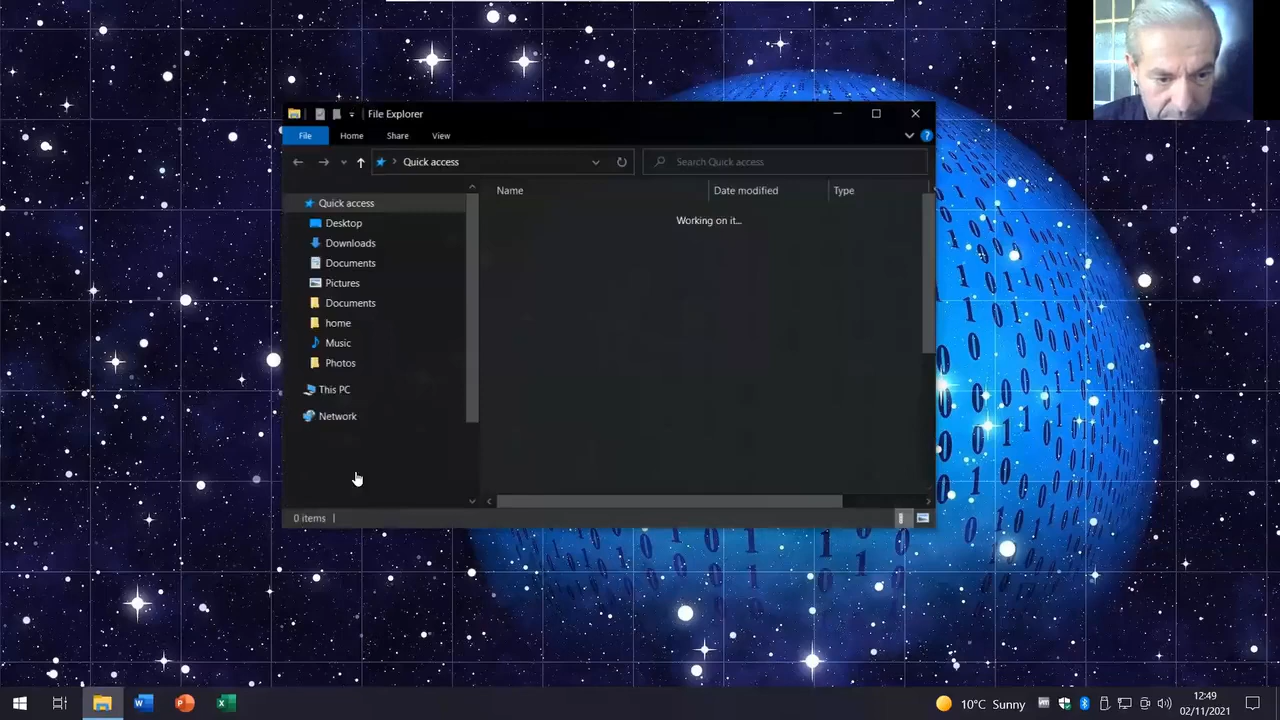 File Explorer
File
Home
Share
View
Quick access
Search Quick access
Name
Date modified
Type
Working on it...
Quick access
Desktop
Downloads
Documents
Pictures
Documents
home
Music
Photos
This PC
Network
0 items
10°C Sunny
12:49
02/11/2021